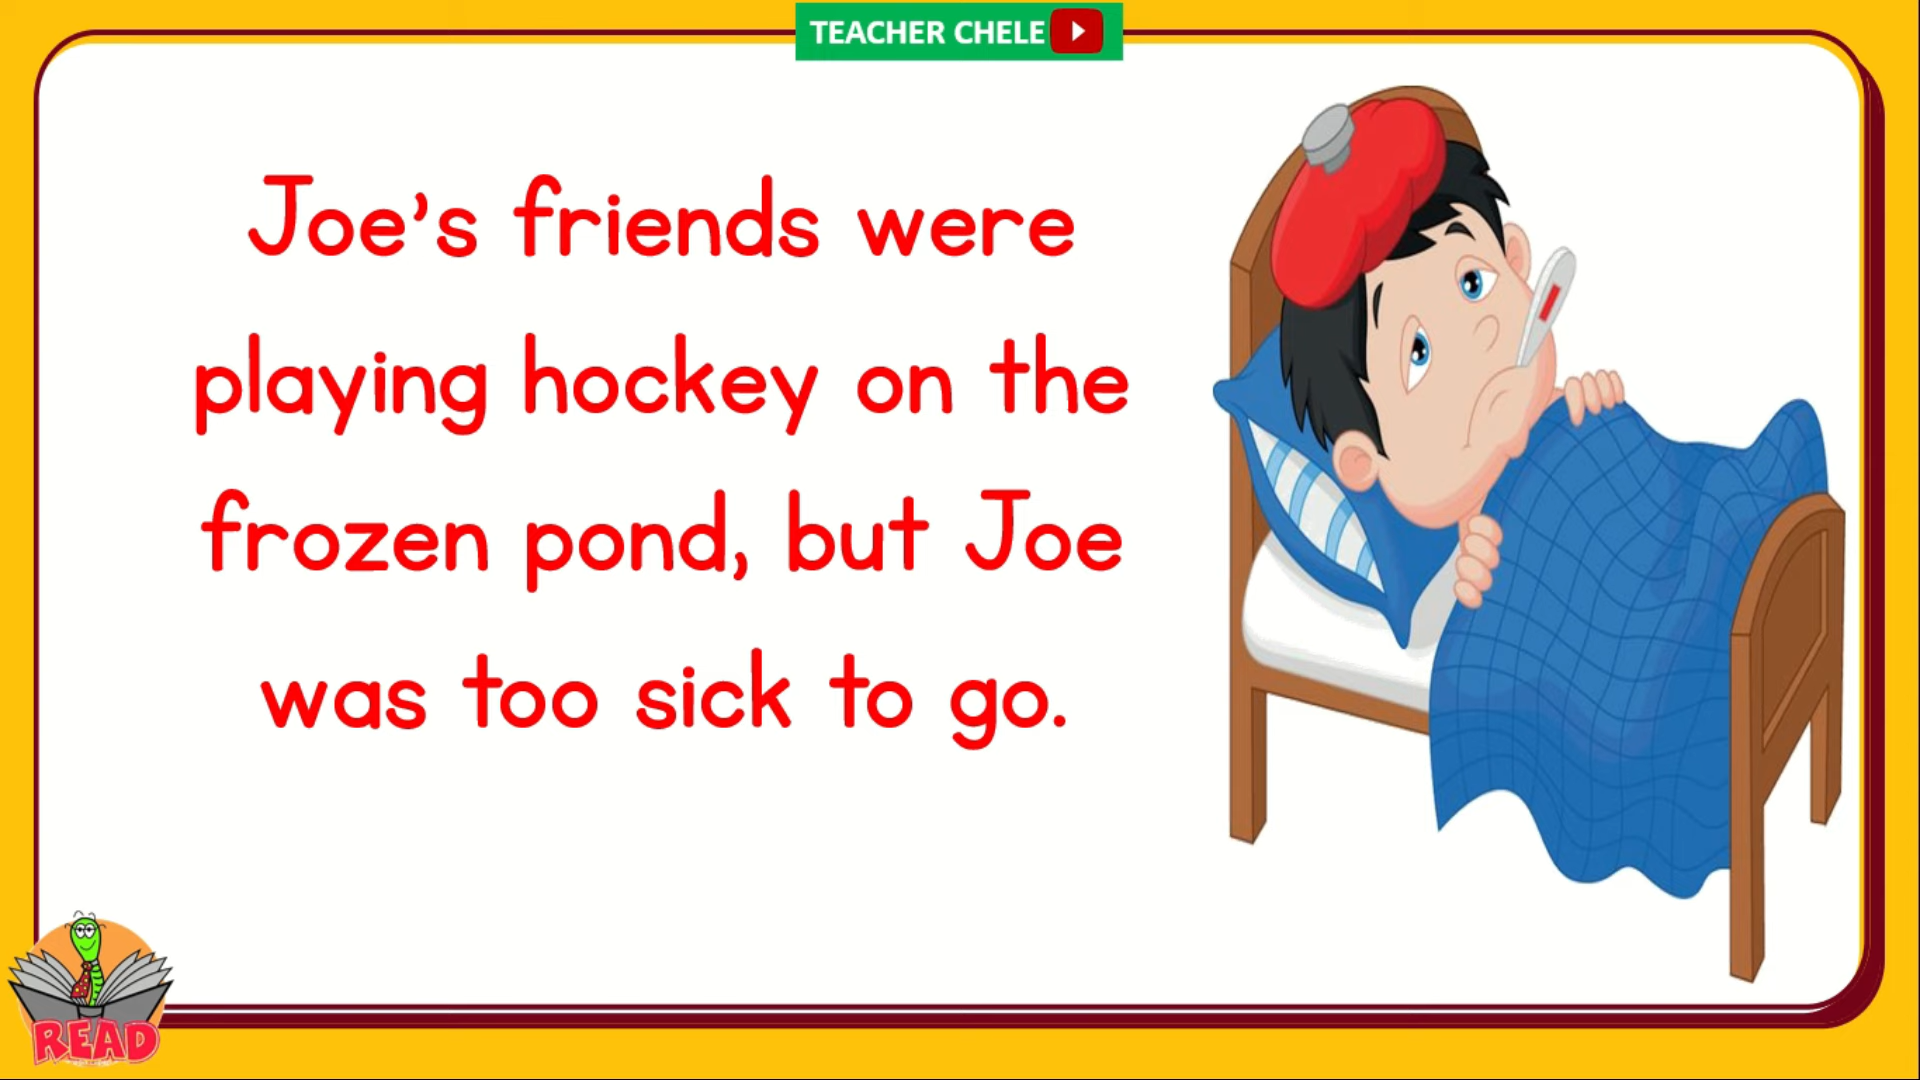 TEACHER CHELE
Joe's friends were
playing hockey on the
frozen pond, but Joe
was too sick to go.
READ